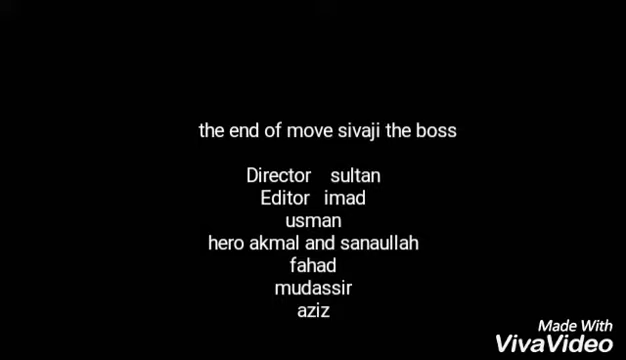 the end of move sivaji the boss
Director sultan
Editor imad
usman
hero akmal and sanaullah
fahad
mudassir
aziz
Made With
VivaVideo